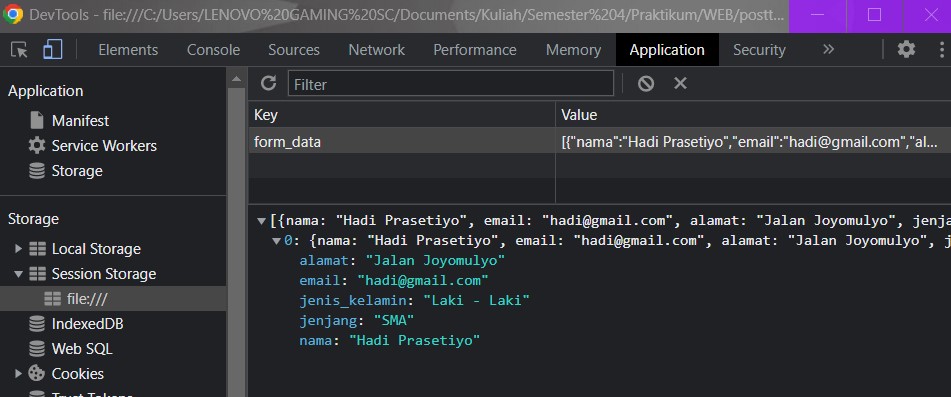 DevTools - file:///C:/Users/LENOVO%20GAMING%20SC/Documents/Kuliah/Semester%204/Praktikum/WEB/postt...
Elements Console Sources Network Performance Memory Application Security »
Application
Manifest
Service Workers
Storage
Storage
Local Storage
Session Storage
file:///
IndexedDB
Web SQL
Cookies
Trust Tokens
Filter
Key Value
form_data [{"nama":"Hadi Prasetiyo","email":"hadi@gmail.com","al...
[{nama: "Hadi Prasetiyo", email: "hadi@gmail.com", alamat: "Jalan Joyomulyo", jenja
0: {nama: "Hadi Prasetiyo", email: "hadi@gmail.com", alamat: "Jalan Joyomulyo", j
alamat: "Jalan Joyomulyo"
email: "hadi@gmail.com"
jenis_kelamin: "Laki - Laki"
jenjang: "SMA"
nama: "Hadi Prasetiyo"